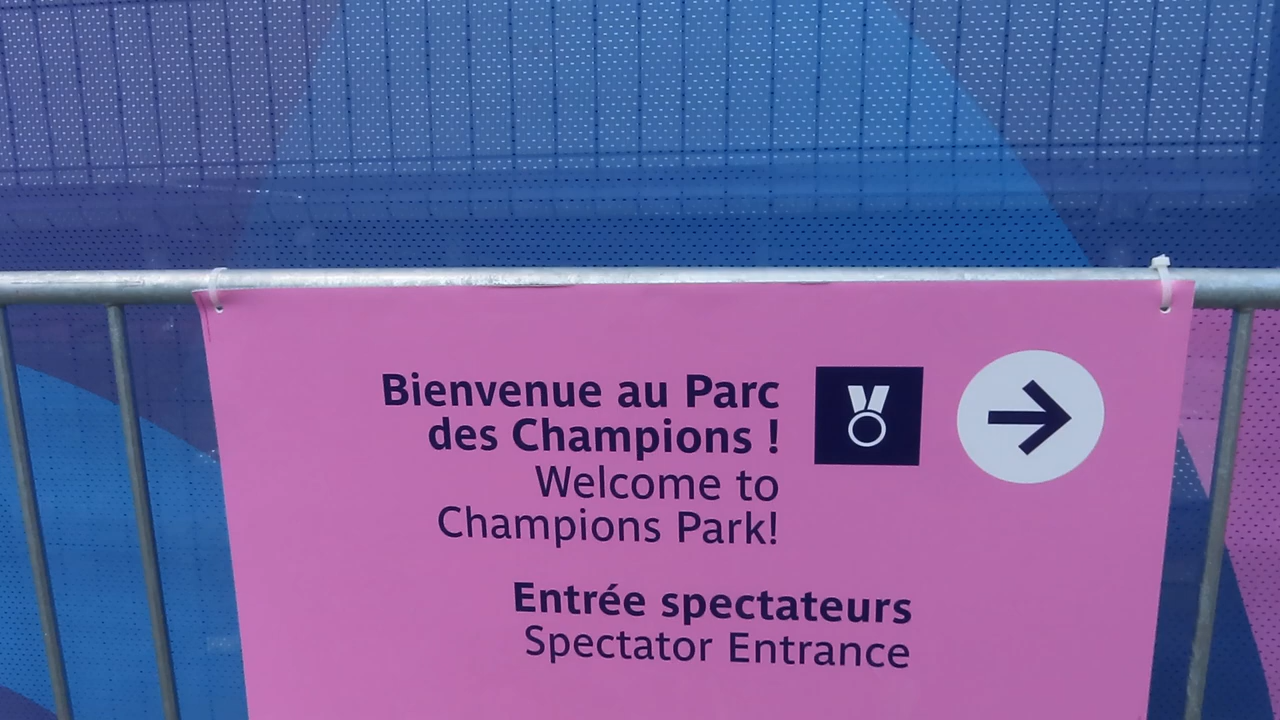 Bienvenue au Parc
des Champions !
Welcome to
Champions Park!
Entrée spectateurs
Spectator Entrance